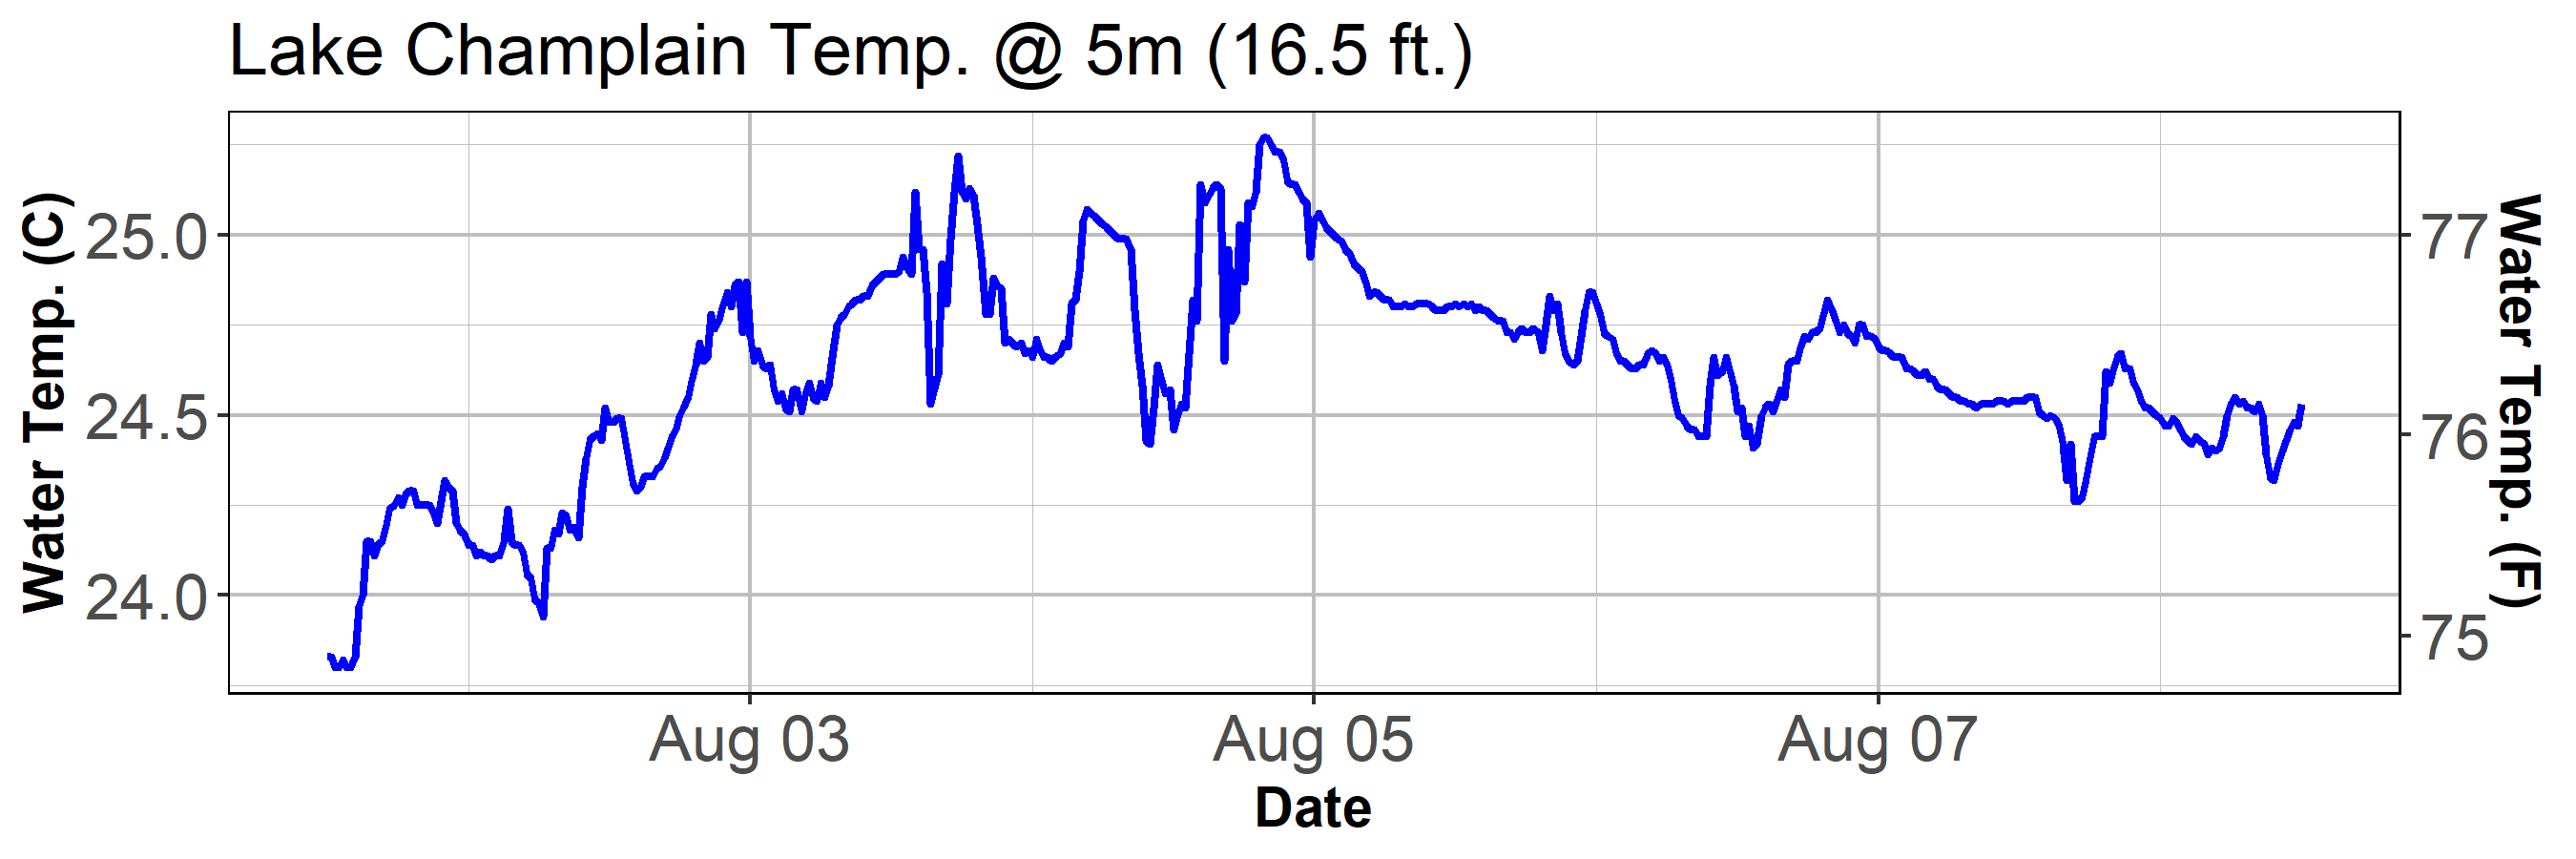 Lake Champlain Temp. @ 5m (16.5 ft.)
Water Temp. (C)
25.0
24.5
24.0
77
76
75
Water Temp. (F)
Aug 03 Aug 05 Aug 07
Date